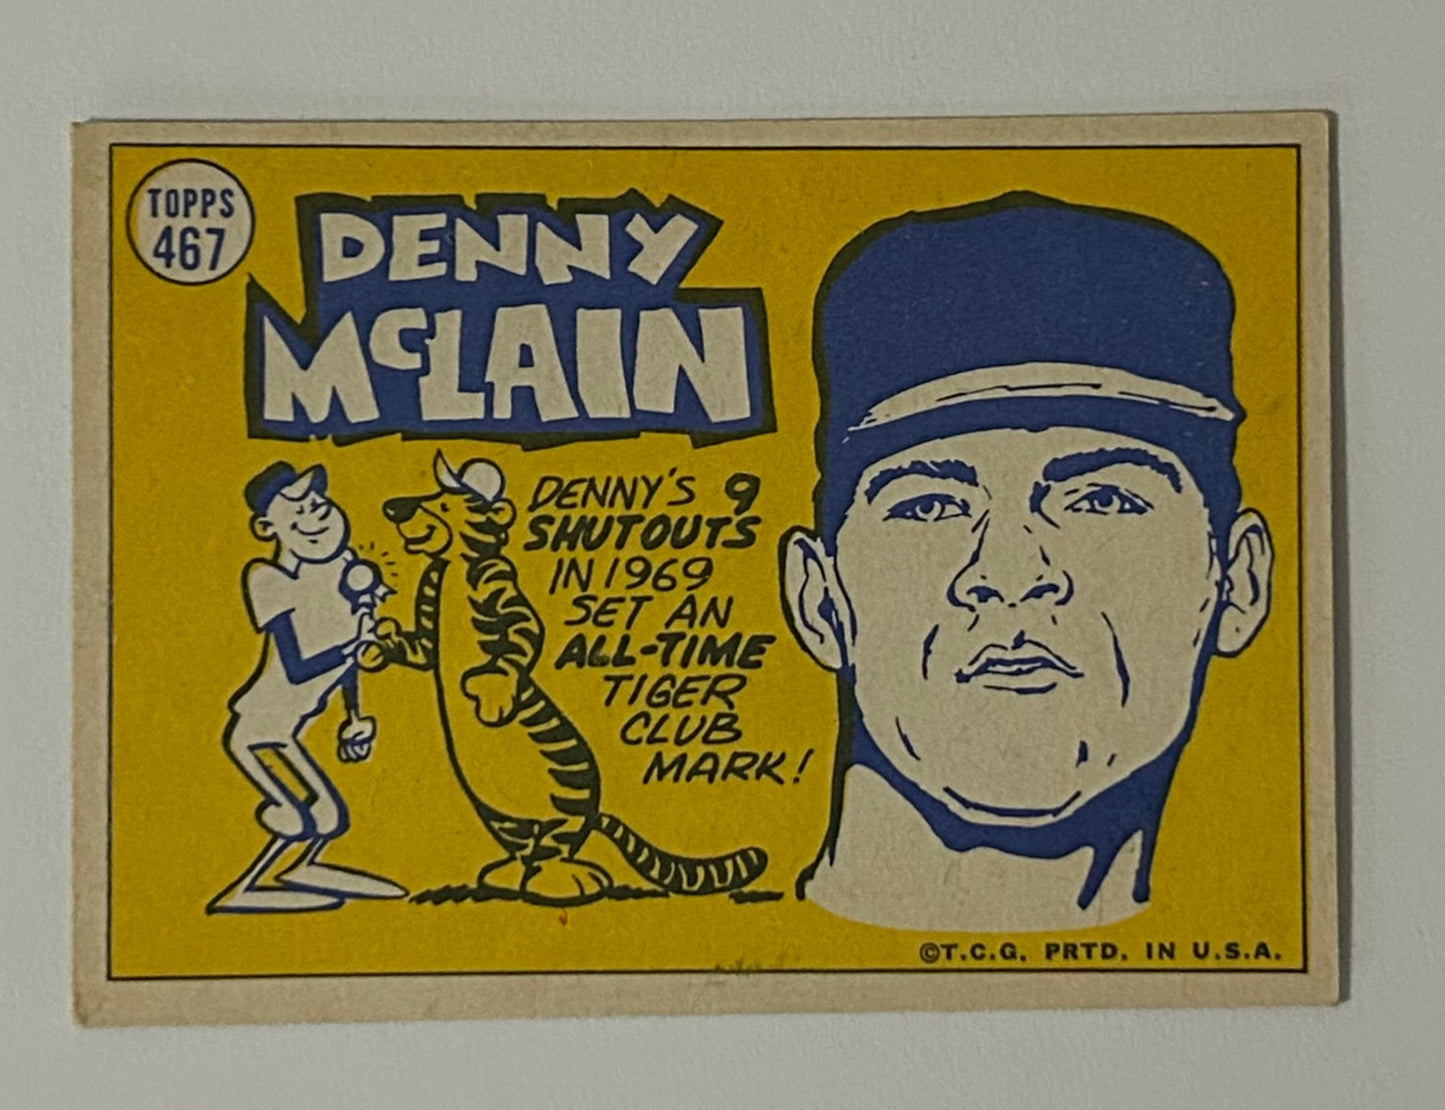 TOPPS
467
DENNY
McLAIN
DENNY'S 9
SHUTOUTS
IN 1969
SET AN
ALL-TIME
TIGER
CLUB
MARK!
©T.C.G. PRTD. IN U.S.A.